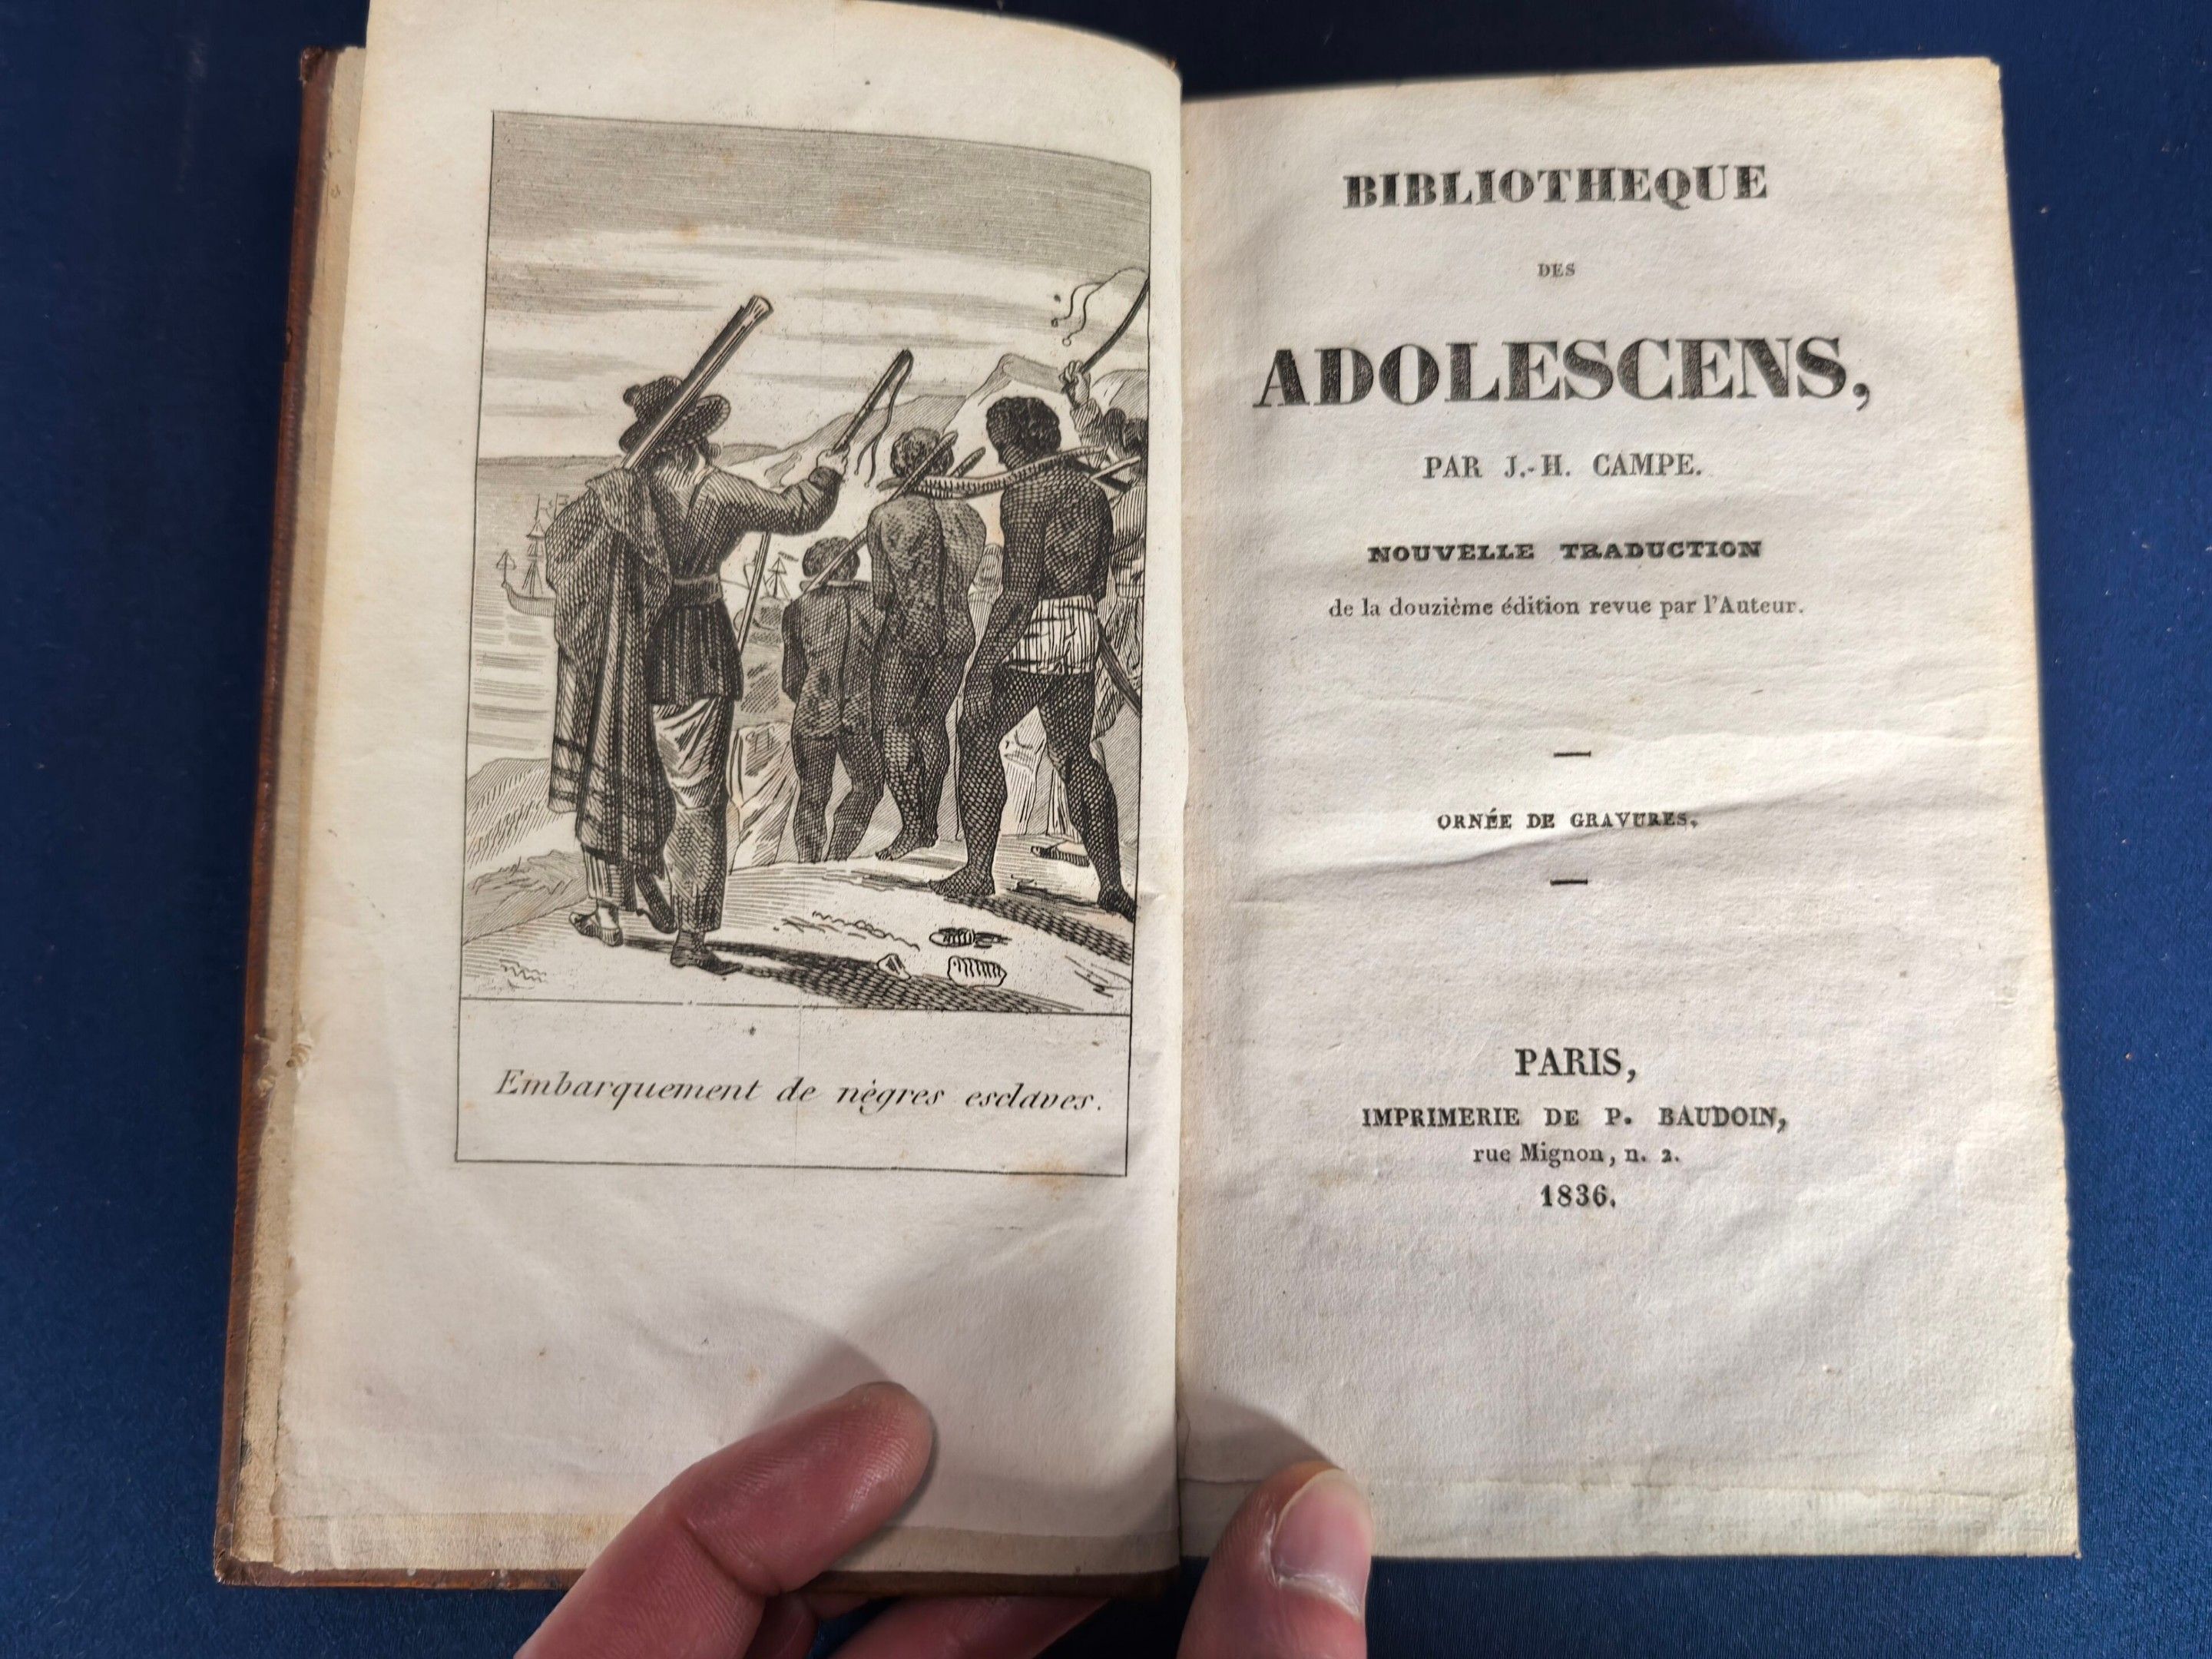 Embarquement de nègres esclaves.
BIBLIOTHEQUE
DES
ADOLESCENS,
PAR J.-H. CAMPE.
NOUVELLE TRADUCTION
de la douzième édition revue par l'Auteur.
ORNÉE DE GRAVURES.
PARIS,
IMPRIMERIE DE P. BAUDOIN,
rue Mignon, n. 2.
1836.